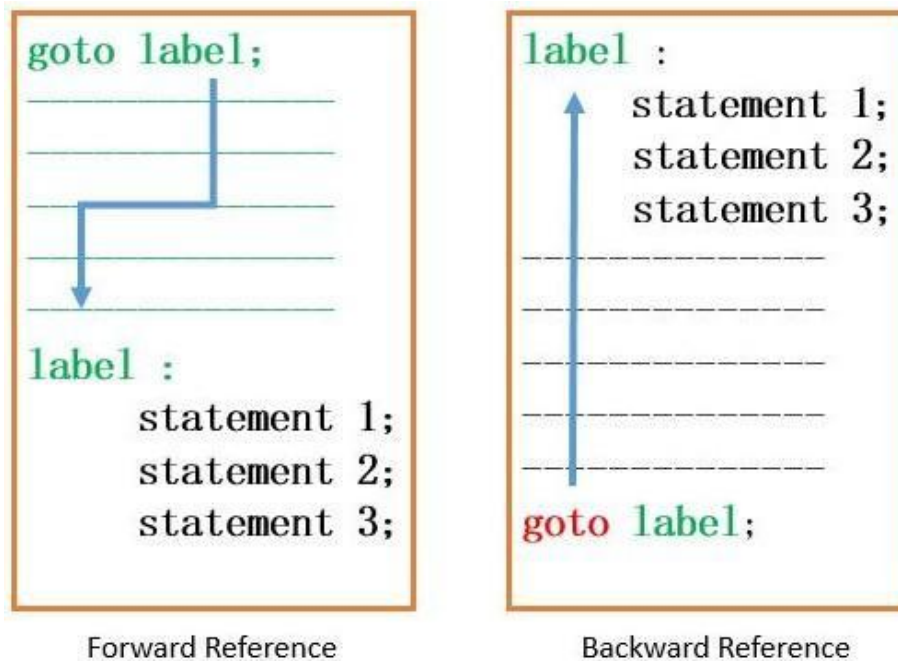 goto label;
label :
statement 1;
statement 2;
statement 3;
Forward Reference
label :
statement 1;
statement 2;
statement 3;
goto label;
Backward Reference